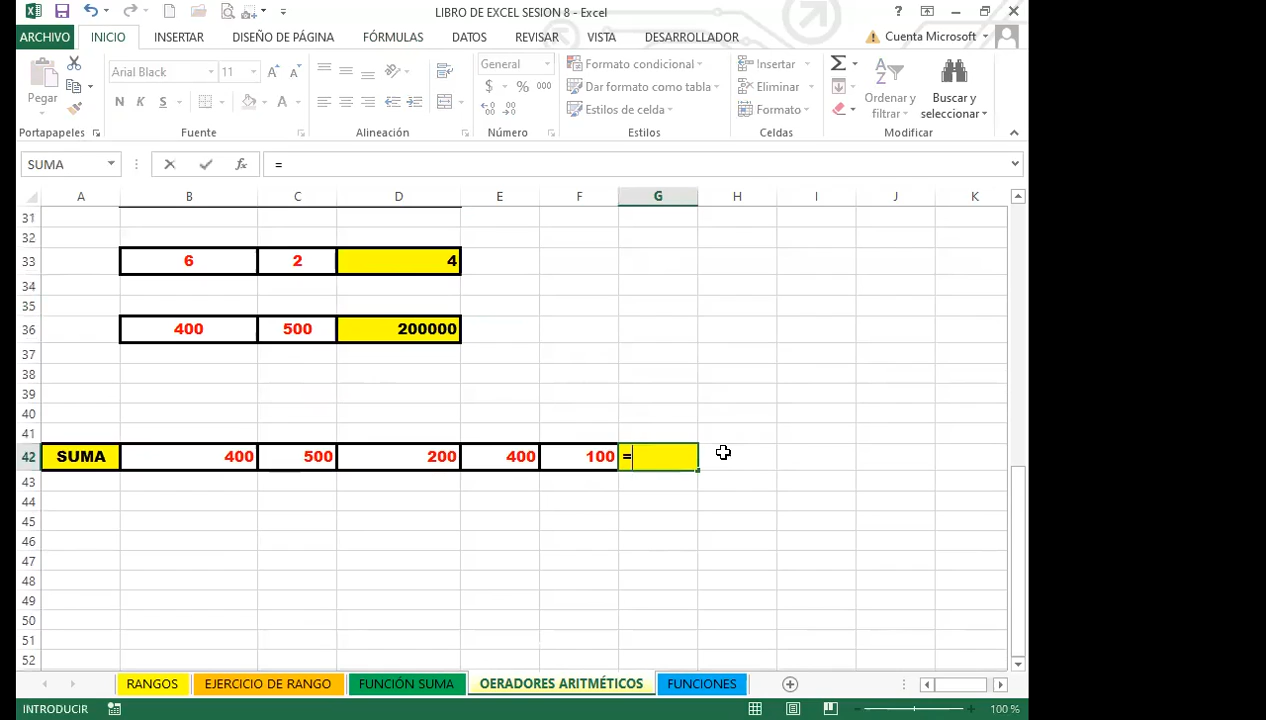 LIBRO DE EXCEL SESION 8 - Excel
?
ARCHIVO INICIO INSERTAR DISEÑO DE PÁGINA FÓRMULAS DATOS REVISAR VISTA DESARROLLADOR Cuenta Microsoft
Pegar
Arial Black 11 A A
N K S A
General
$ % 000
Formato condicional
Dar formato como tabla
Estilos de celda
Insertar
Eliminar
Formato
Σ
Ordenar y
filtrar
Buscar y
seleccionar
Portapapeles Fuente Alineación Número Estilos Celdas Modificar
SUMA fx =
A B C D E F G H I J K
31
32
33 6 2 4
34
35
36 400 500 200000
37
38
39
40
41
42 SUMA 400 500 200 400 100 =
43
44
45
46
47
48
49
50
51
52
RANGOS EJERCICIO DE RANGO FUNCIÓN SUMA OERADORES ARITMÉTICOS FUNCIONES
INTRODUCIR 100 %